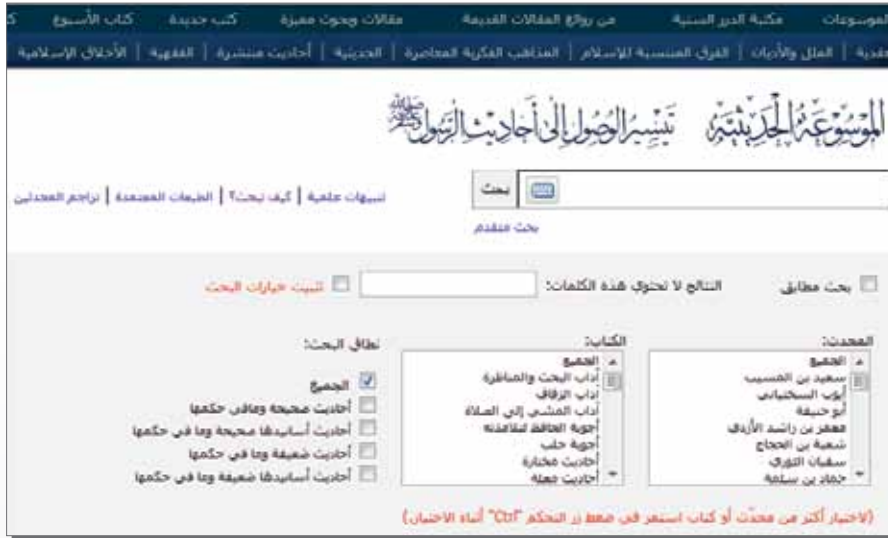 الموسوعات مكتبة الدرر السنية من روائع المقالات القديمة مقالات وبحوث مميزة كتب جديدة كتاب الأسبوع
الملل والأديان | الفرق المنتسبة للإسلام | المذاهب الفكرية المعاصرة | الحديثية | أحاديث منتشرة | الفقهية | الأخلاق الإسلامية
الموسوعة الحديثية تيسير الوصول إلى أحاديث الرسول ﷺ
بحث
تنبيهات علمية | كيف تبحث؟ | الطبعات المعتمدة | تراجم المحدثين
بحث متقدم
بحث مطابق النتائج لا تحتوي هذه الكلمات: تثبيت خيارات البحث
المحدث: الكتاب: نطاق البحث:
الجميع الجميع
سعيد بن المسيب آداب البحث والمناظرة الجميع
أيوب السختياني آداب الزفاف أحاديث صحيحة ومافي حكمها
أبو حنيفة آداب المشي إلى الصلاة
معمر بن راشد الأزدي أجوبة الحافظ لتلامذته أحاديث أسانيدها صحيحة وما في حكمها
شعبة بن الحجاج أجوبة حلب أحاديث ضعيفة وما في حكمها
سفيان الثوري أحاديث مختارة
حماد بن سلمة أحاديث معلة أحاديث أسانيدها ضعيفة وما في حكمها
(لاختيار أكثر من محدّث أو كتاب استمر في ضغط زر التحكم "Ctrl" أثناء الاختيار)